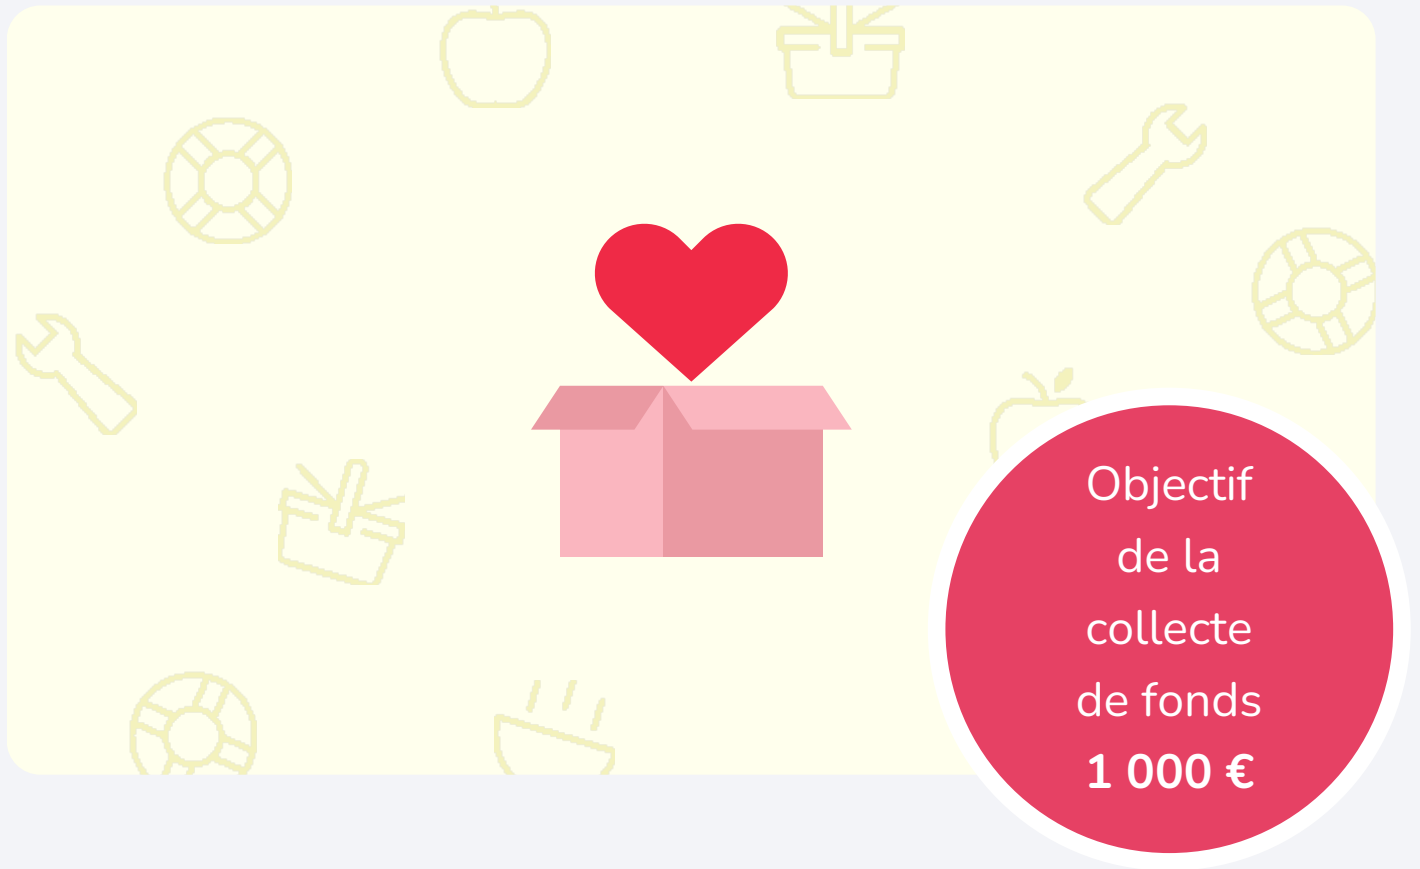 Objectif
de la
collecte
de fonds
1 000 €